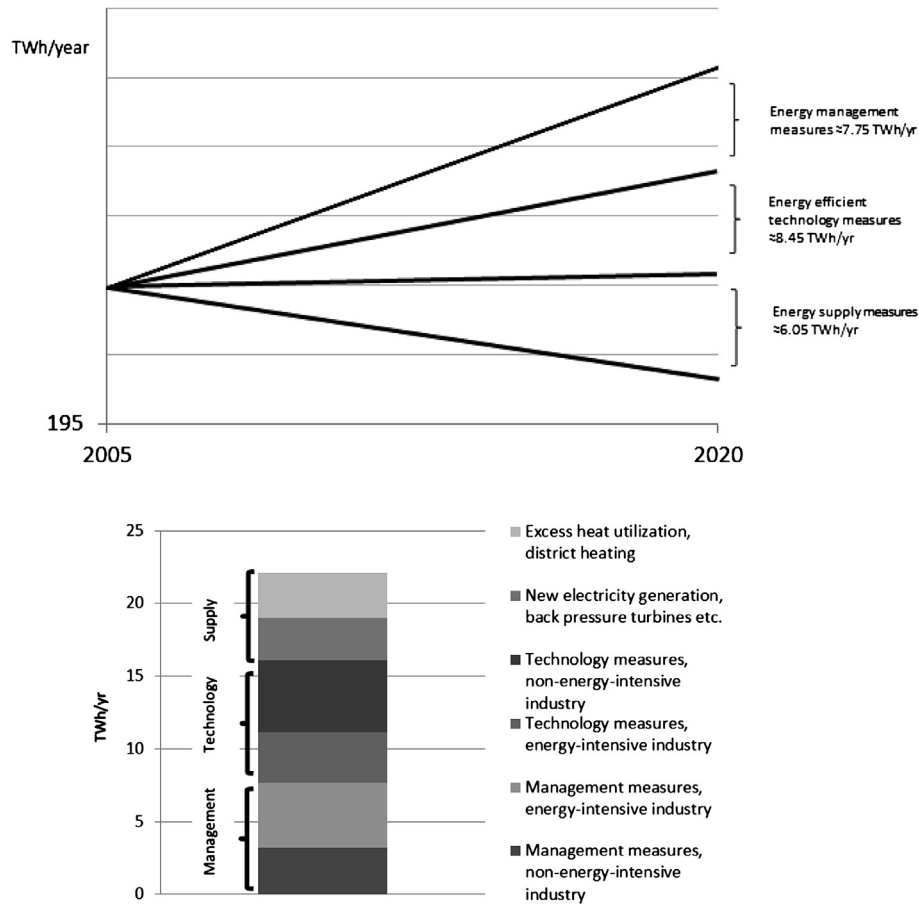 TWh/year
Energy management
measures ≈7.75 TWh/yr
Energy efficient
technology measures
≈8.45 TWh/yr
Energy supply measures
≈6.05 TWh/yr
195
2005
2020
25
20
15
10
5
0
TWh/yr
Supply
Technology
Management
Excess heat utilization,
district heating
New electricity generation,
back pressure turbines etc.
Technology measures,
non-energy-intensive
industry
Technology measures,
energy-intensive industry
Management measures,
energy-intensive industry
Management measures,
non-energy-intensive
industry